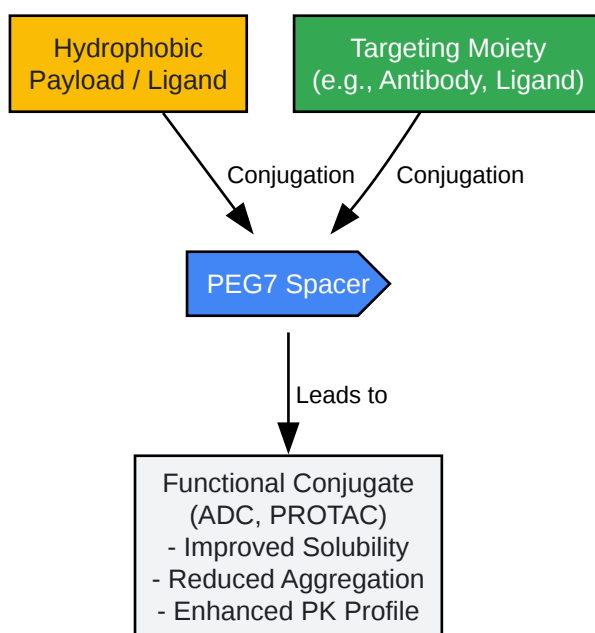 Hydrophobic
Payload / Ligand
Targeting Moiety
(e.g., Antibody, Ligand)
Conjugation
Conjugation
PEG7 Spacer
Leads to
Functional Conjugate
(ADC, PROTAC)
- Improved Solubility
- Reduced Aggregation
- Enhanced PK Profile